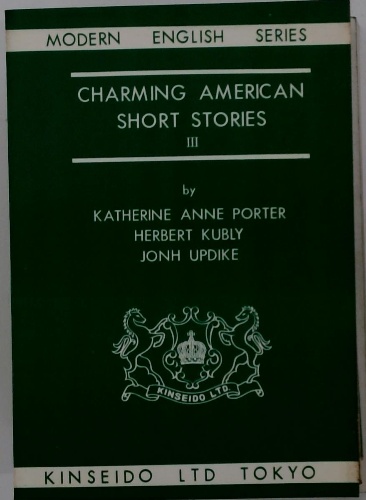 MODERN ENGLISH SERIES
CHARMING AMERICAN
SHORT STORIES
III
by
KATHERINE ANNE PORTER
HERBERT KUBLY
JONH UPDIKE
KINSEIDO LTD.
KINSEIDO LTD TOKYO